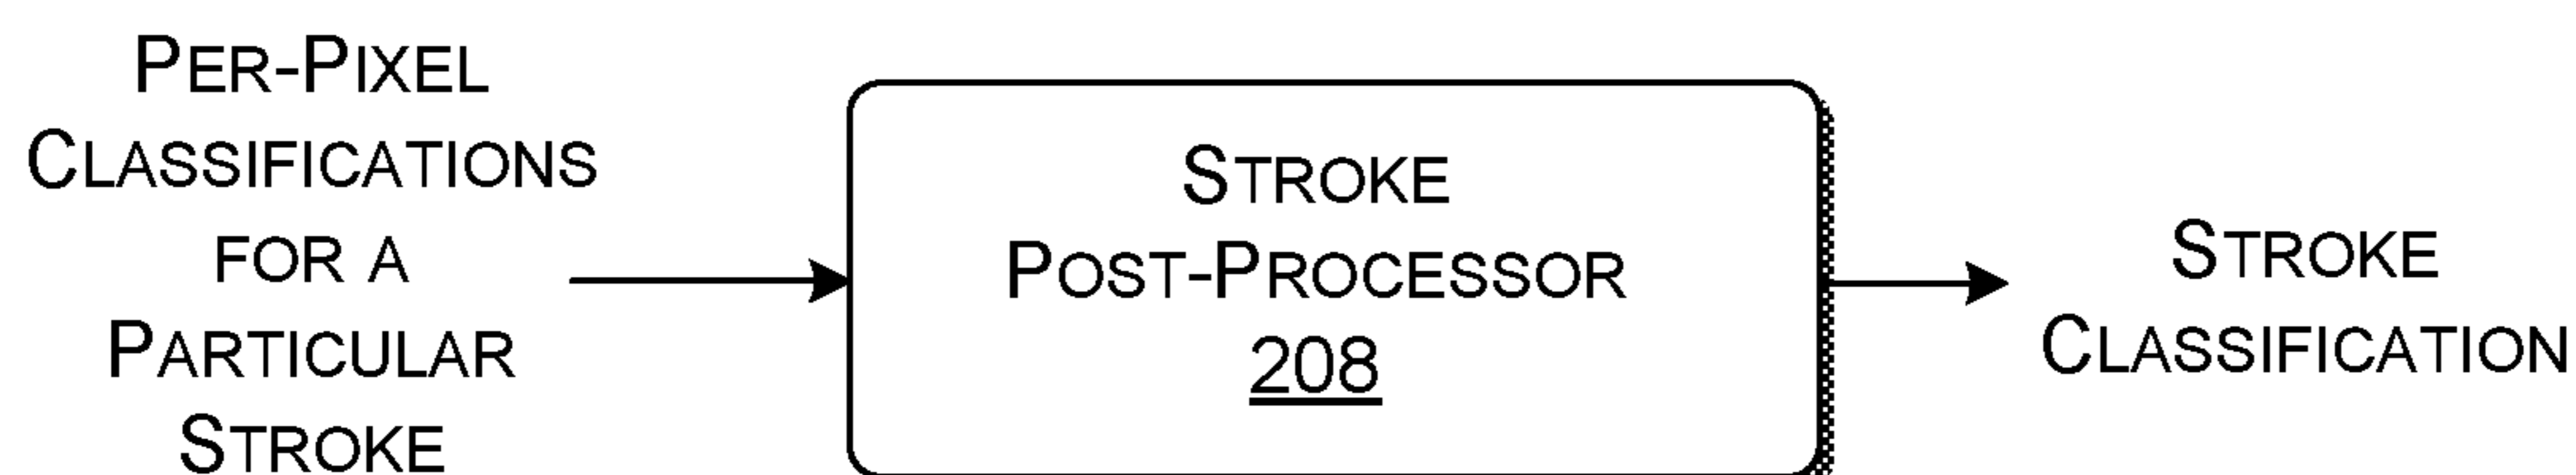 PER-PIXEL
CLASSIFICATIONS
FOR A
PARTICULAR
STROKE
STROKE
POST-PROCESSOR
208
STROKE
CLASSIFICATION